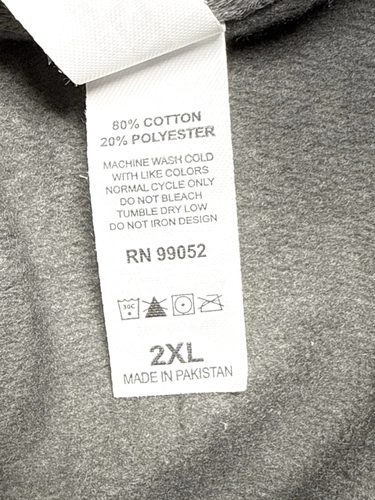 80% COTTON
20% POLYESTER
MACHINE WASH COLD
WITH LIKE COLORS
NORMAL CYCLE ONLY
DO NOT BLEACH
TUMBLE DRY LOW
DO NOT IRON DESIGN
RN 99052
30C
2XL
MADE IN PAKISTAN